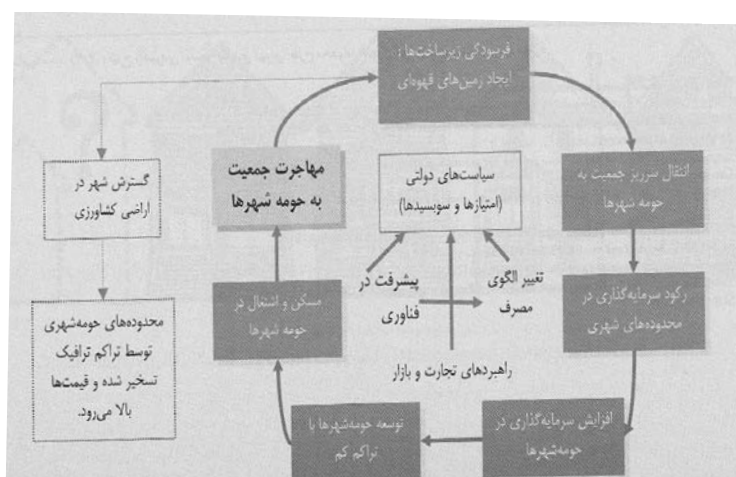 فرسودگی زیرساخت‌ها :
ایجاد زمین‌های قهوه‌ای
انتقال سرریز جمعیت به
حومه شهرها
رکود سرمایه‌گذاری در
محدوده‌های شهری
افزایش سرمایه‌گذاری در
حومه‌شهرها
توسعه حومه‌شهرها با
تراکم کم
مسکن و اشتغال در
حومه شهرها
مهاجرت جمعیت
به حومه شهرها
سیاست‌های دولتی
(امتیازها و سوبسیدها)
تغییر الگوی
مصرف
پیشرفت در
فناوری
راهبردهای تجارت و بازار
گسترش شهر در
اراضی کشاورزی
محدوده‌های حومه‌شهری
توسط تراکم ترافیک
تسخیر شده و قیمت‌ها
بالا می‌رود.